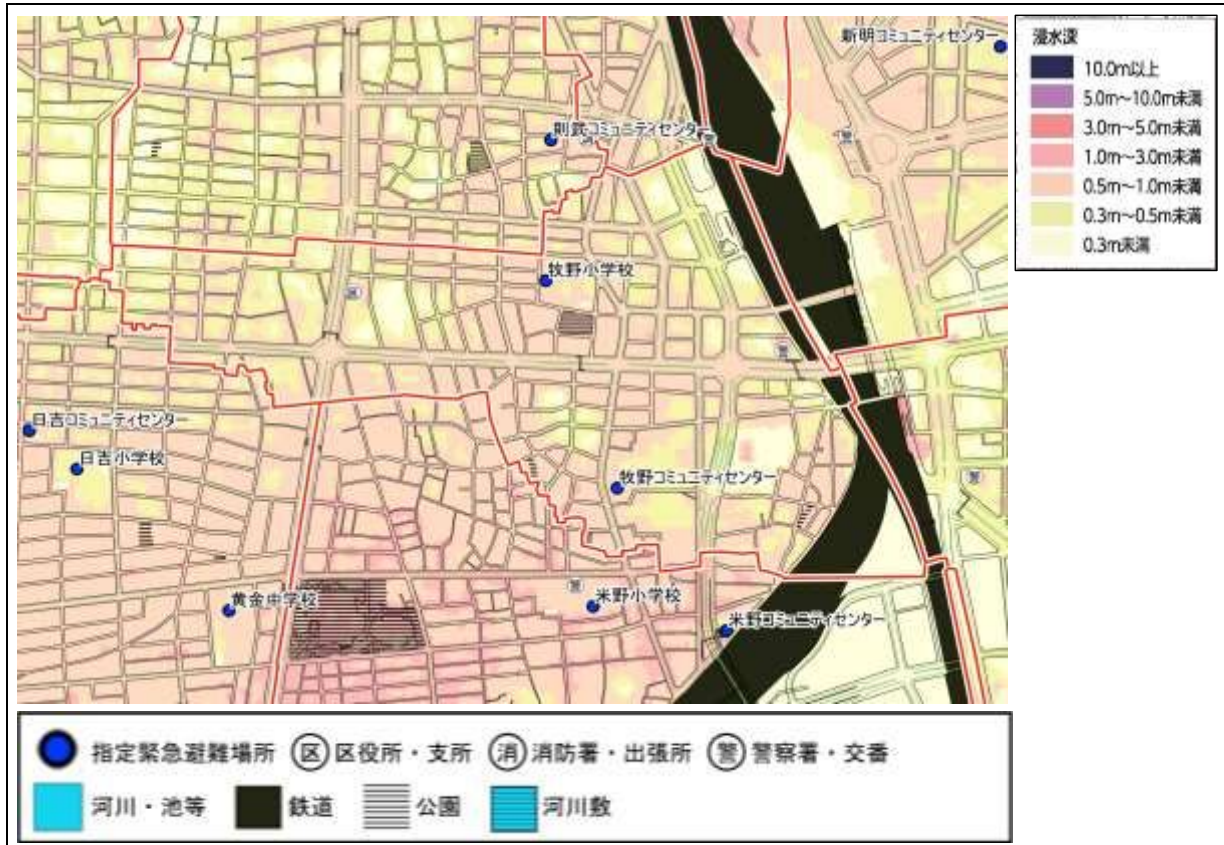 新明コミュニティセンター
則武コミュニティセンター
牧野小学校
日吉コミュニティセンター
日吉小学校
牧野コミュニティセンター
黄金中学校
米野小学校
米野コミュニティセンター
浸水深
10.0m以上
5.0m~10.0m未満
3.0m~5.0m未満
1.0m~3.0m未満
0.5m~1.0m未満
0.3m~0.5m未満
0.3m未満
指定緊急避難場所 区 区役所・支所 消 消防署・出張所 警 警察署・交番
河川・池等 鉄道 公園 河川敷